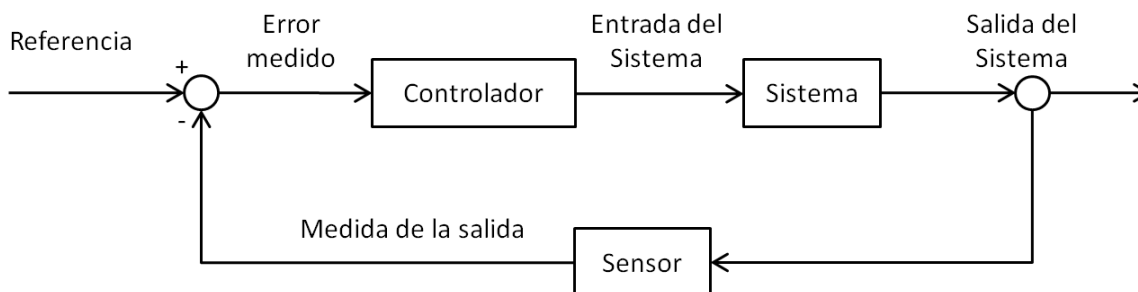 Referencia
+
-
Error
medido
Controlador
Entrada del
Sistema
Sistema
Salida del
Sistema
Medida de la salida
Sensor